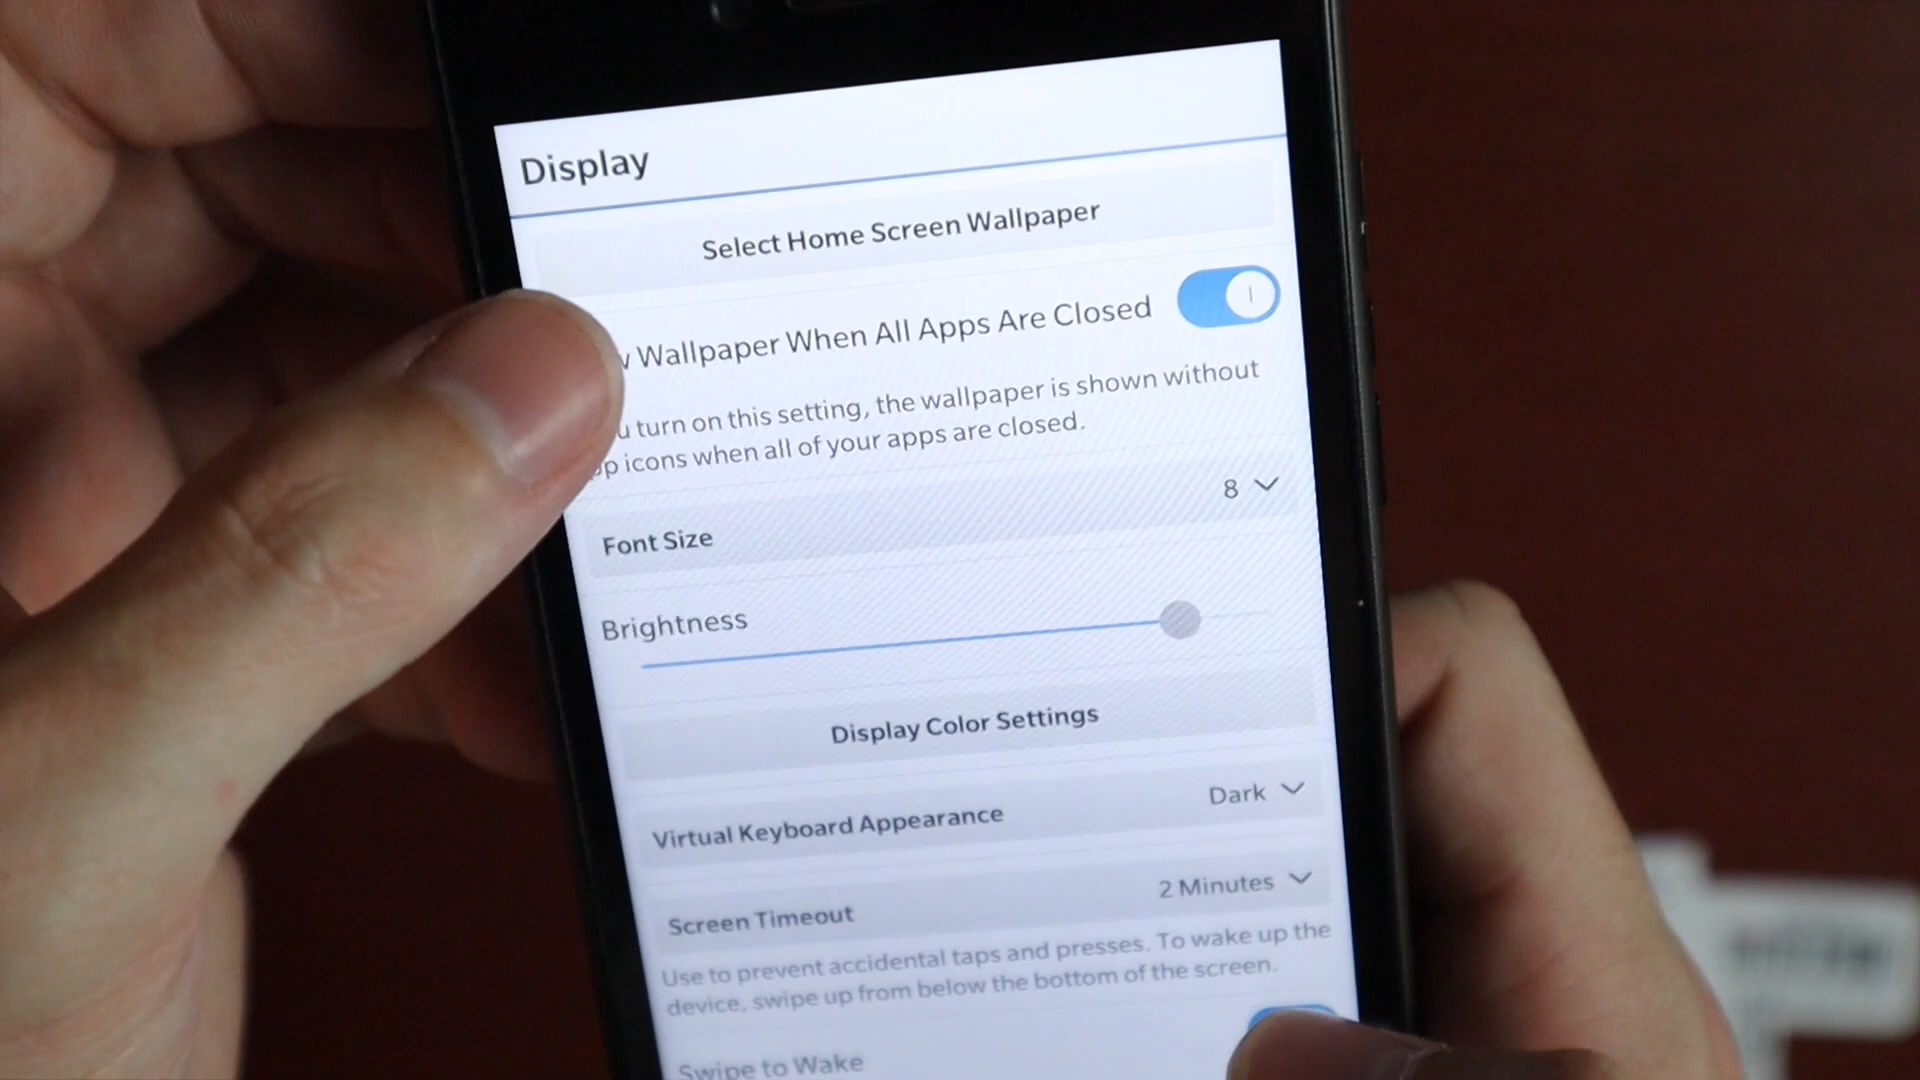 Display
Select Home Screen Wallpaper
Wallpaper When All Apps Are Closed
turn on this setting, the wallpaper is shown without
icons when all of your apps are closed.
8
Font Size
Brightness
Display Color Settings
Dark
Virtual Keyboard Appearance
2 Minutes
Screen Timeout
Use to prevent accidental taps and presses. To wake up the
device, swipe up from below the bottom of the screen.
Swipe to Wake